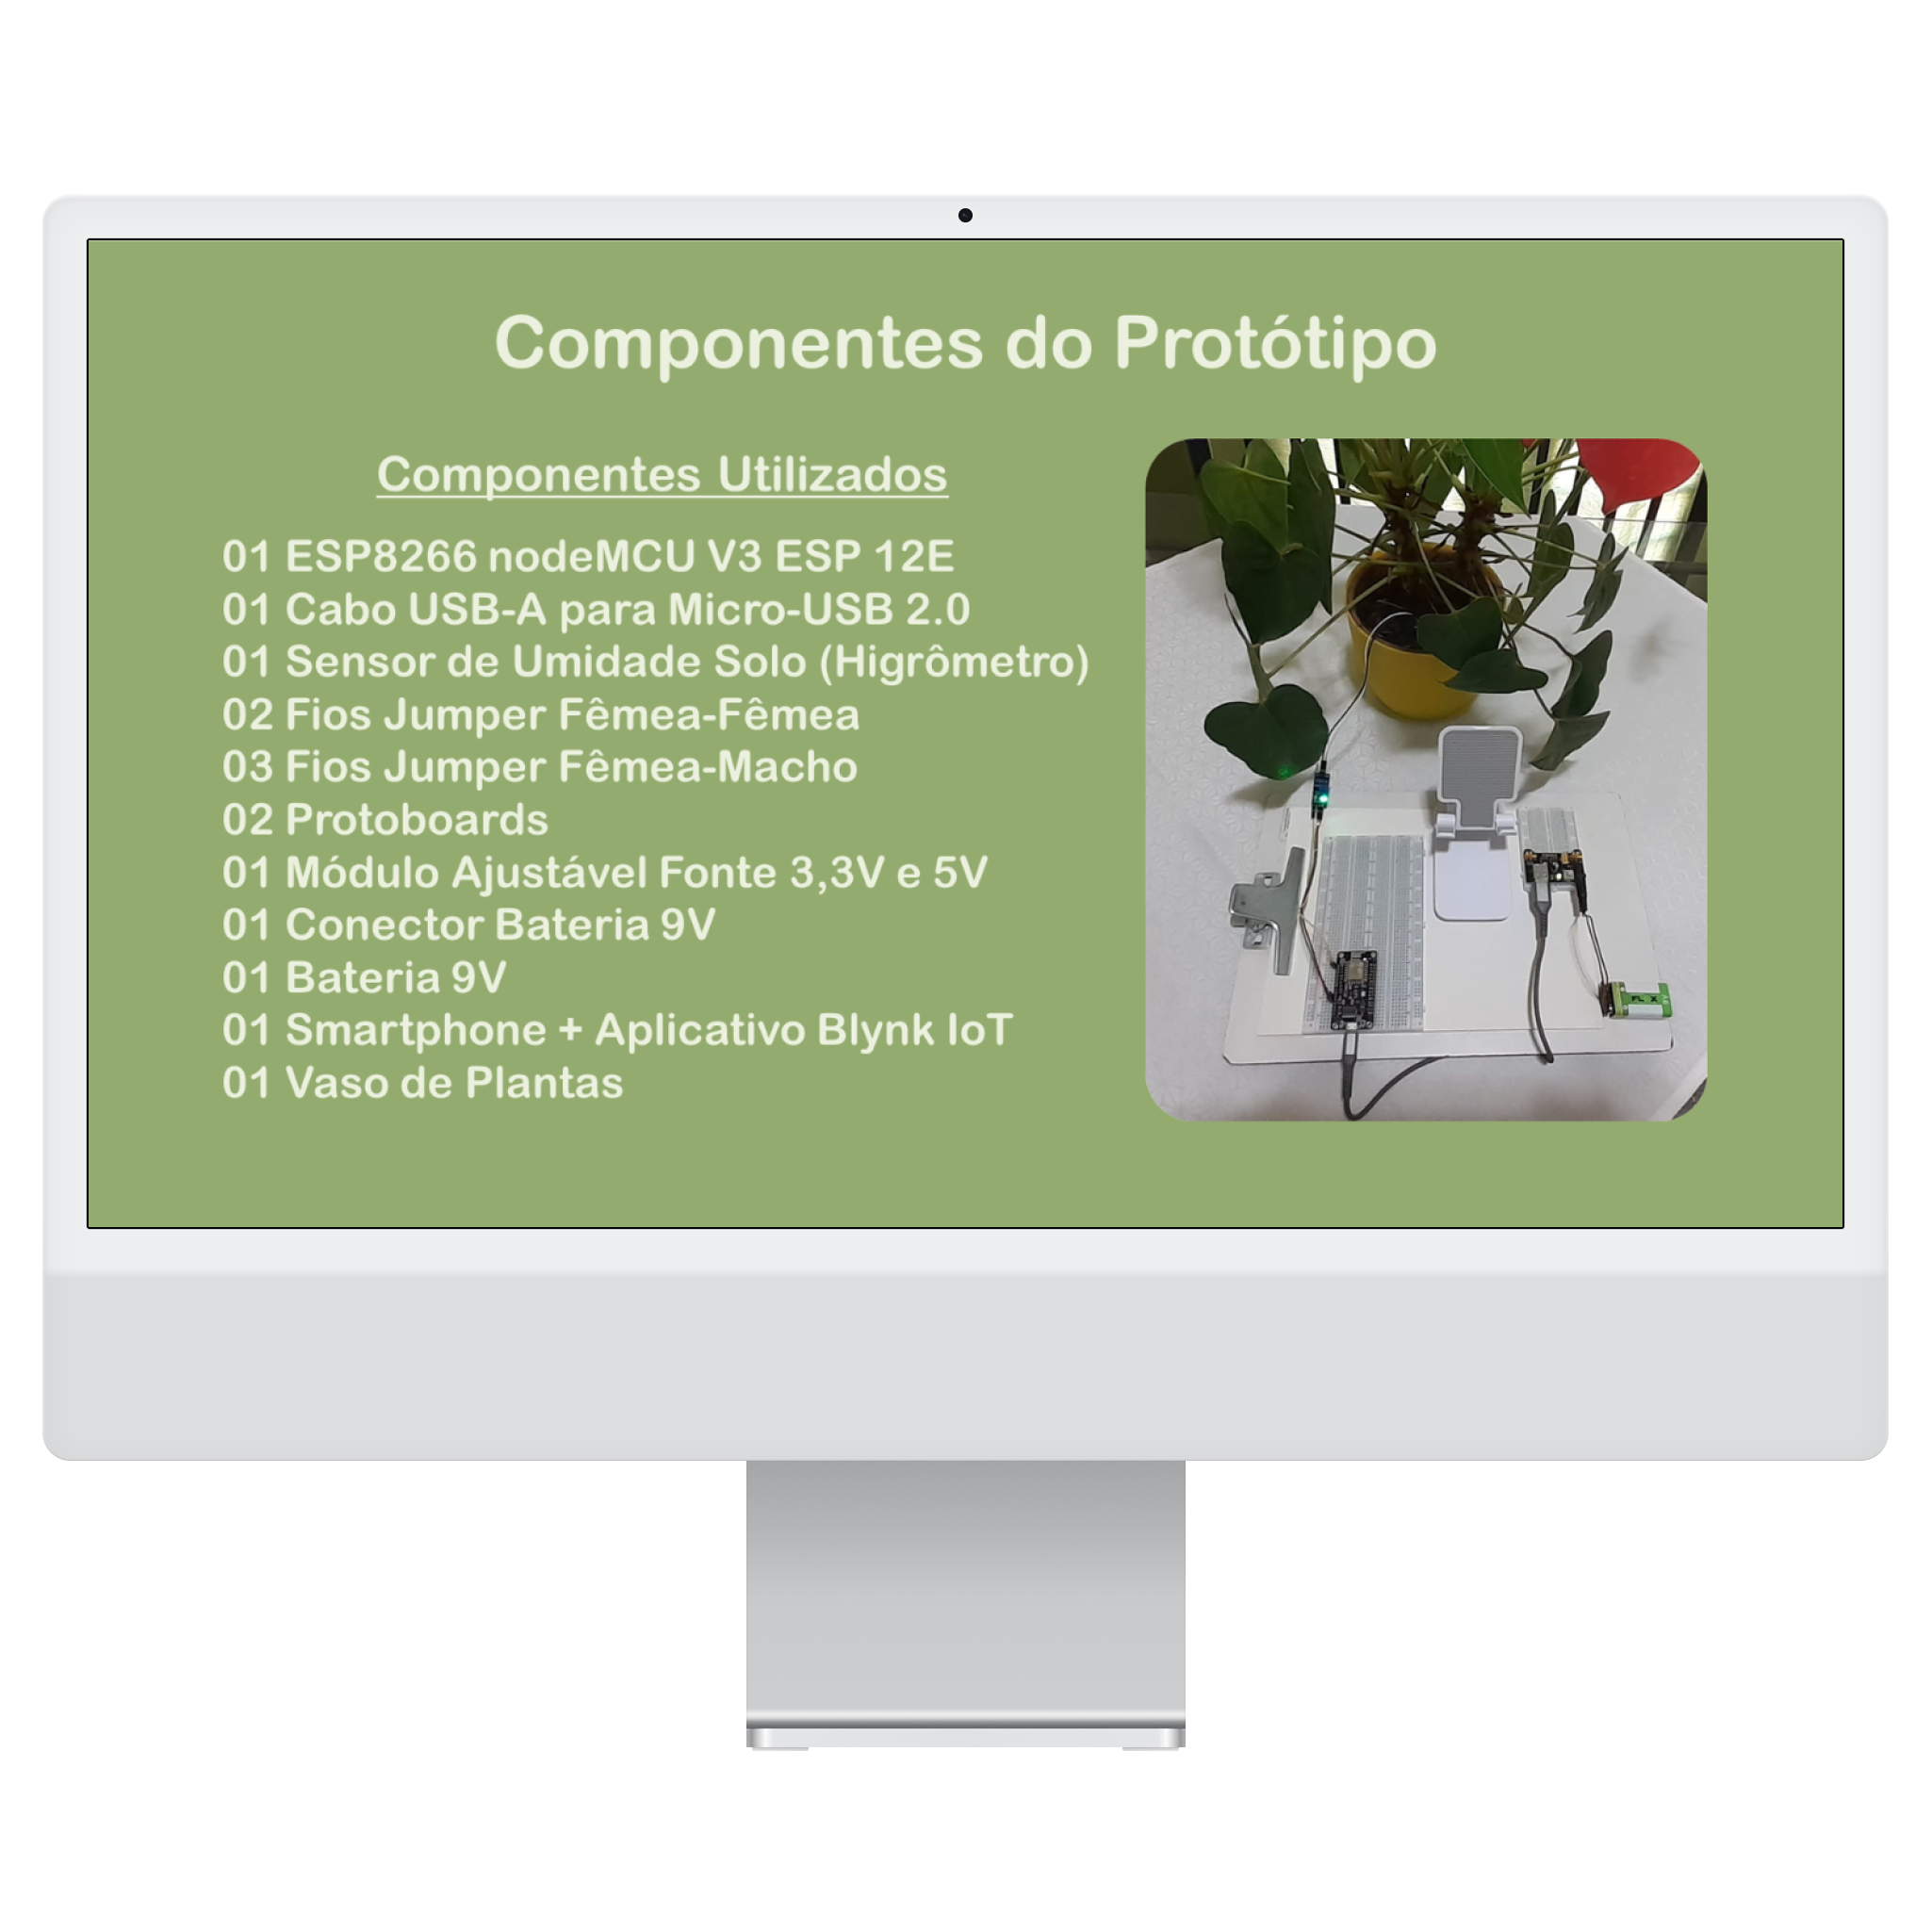 Componentes do Protótipo
Componentes Utilizados
01 ESP8266 nodeMCU V3 ESP 12E
01 Cabo USB-A para Micro-USB 2.0
01 Sensor de Umidade Solo (Higrômetro)
02 Fios Jumper Fêmea-Fêmea
03 Fios Jumper Fêmea-Macho
02 Protoboards
01 Módulo Ajustável Fonte 3,3V e 5V
01 Conector Bateria 9V
01 Bateria 9V
01 Smartphone + Aplicativo Blynk IoT
01 Vaso de Plantas